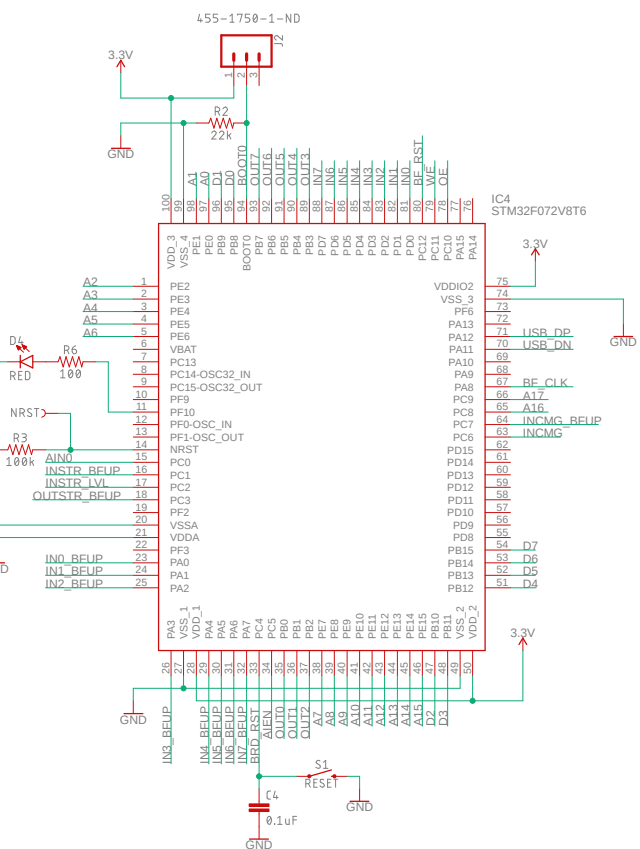 455-1750-1-ND
J2
1
2
3
3.3V
R2
22k
GND
A1
A0
D1
D0
BOOT0
OUT7
OUT6
OUT5
OUT4
OUT3
IN7
IN6
IN5
IN4
IN3
IN2
IN1
IN0
BF_RST
WE
OE
100
99
98
97
96
95
94
93
92
91
90
89
88
87
86
85
84
83
82
81
80
79
78
77
76
IC4
STM32F072V8T6
VDD_3
VSS_4
PE1
PE0
PB9
PB8
BOOT0
PB7
PB6
PB5
PB4
PB3
PD7
PD6
PD5
PD4
PD3
PD2
PD1
PD0
PC12
PC11
PC10
PA15
PA14
3.3V
A2 1 PE2 VDDIO2 75
A3 2 PE3 VSS_3 74
A4 3 PE4 PF6 73
A5 4 PE5 PA13 72
A6 5 PE6 PA12 71 USB_DP
6 VBAT PA11 70 USB_DN
GND
D4
RED
R6
100
7 PC13 PA10 69
8 PC14-OSC32_IN PA9 68
9 PC15-OSC32_OUT PA8 67 BF_CLK
10 PF9 PC9 66 A17
11 PF10 PC8 65 A16
NRST
12 PF0-OSC_IN PC7 64 INCMG_BFUP
13 PF1-OSC_OUT PC6 63 INCMG
R3
100k
14 NRST PD15 62
AIN0 15 PC0 PD14 61
INSTR_BFUP 16 PC1 PD13 60
INSTR_LVL 17 PC2 PD12 59
OUTSTR_BFUP 18 PC3 PD11 58
19 PF2 PD10 57
20 VSSA PD9 56
21 VDDA PD8 55
22 PF3 PB15 54 D7
IN0_BFUP 23 PA0 PB14 53 D6
IN1_BFUP 24 PA1 PB13 52 D5
IN2_BFUP 25 PA2 PB12 51 D4
D
PA3
VSS_1
VDD_1
PA4
PA5
PA6
PA7
PC4
PC5
PB0
PB1
PB2
PE7
PE8
PE9
PE10
PE11
PE12
PE13
PE14
PE15
PB10
PB11
VSS_2
VDD_2
26
27
28
29
30
31
32
33
34
35
36
37
38
39
40
41
42
43
44
45
46
47
48
49
50
3.3V
GND
IN3_BFUP
IN4_BFUP
IN5_BFUP
IN6_BFUP
IN7_BFUP
BRD_RST
AIEN
OUT0
OUT1
OUT2
A7
A8
A9
A10
A11
A12
A13
A14
A15
D2
D3
S1
RESET
C4
0.1uF
GND
GND